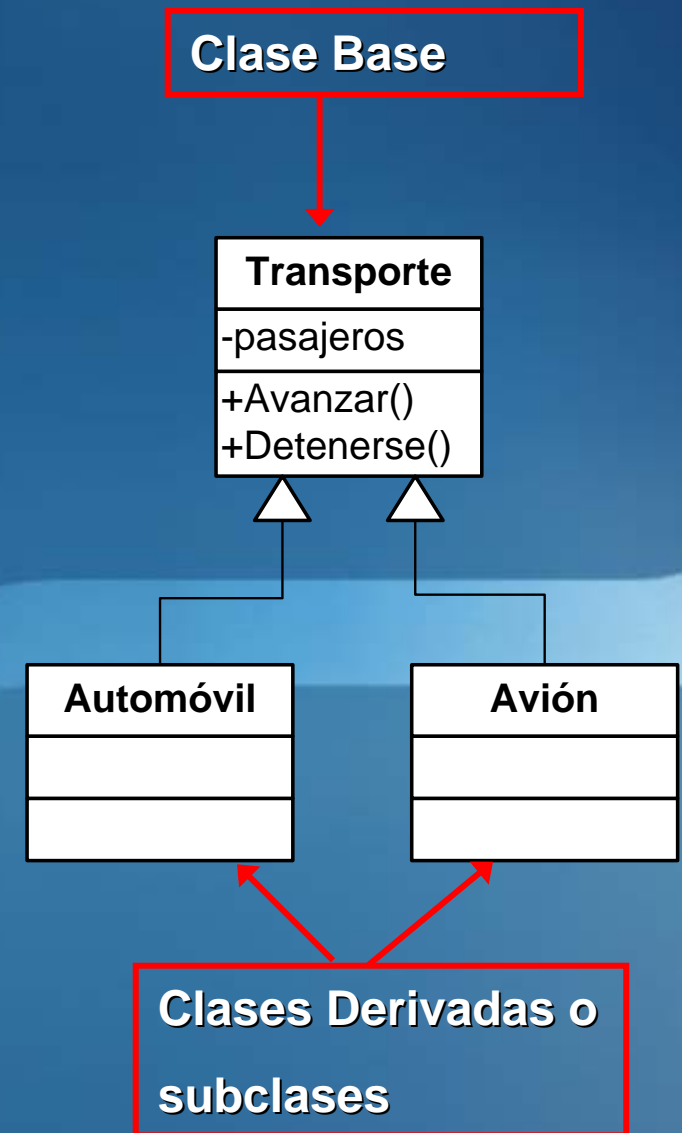 Clase Base
Transporte
-pasajeros
+Avanzar()
+Detenerse()
Automóvil
Avión
Clases Derivadas o
subclases